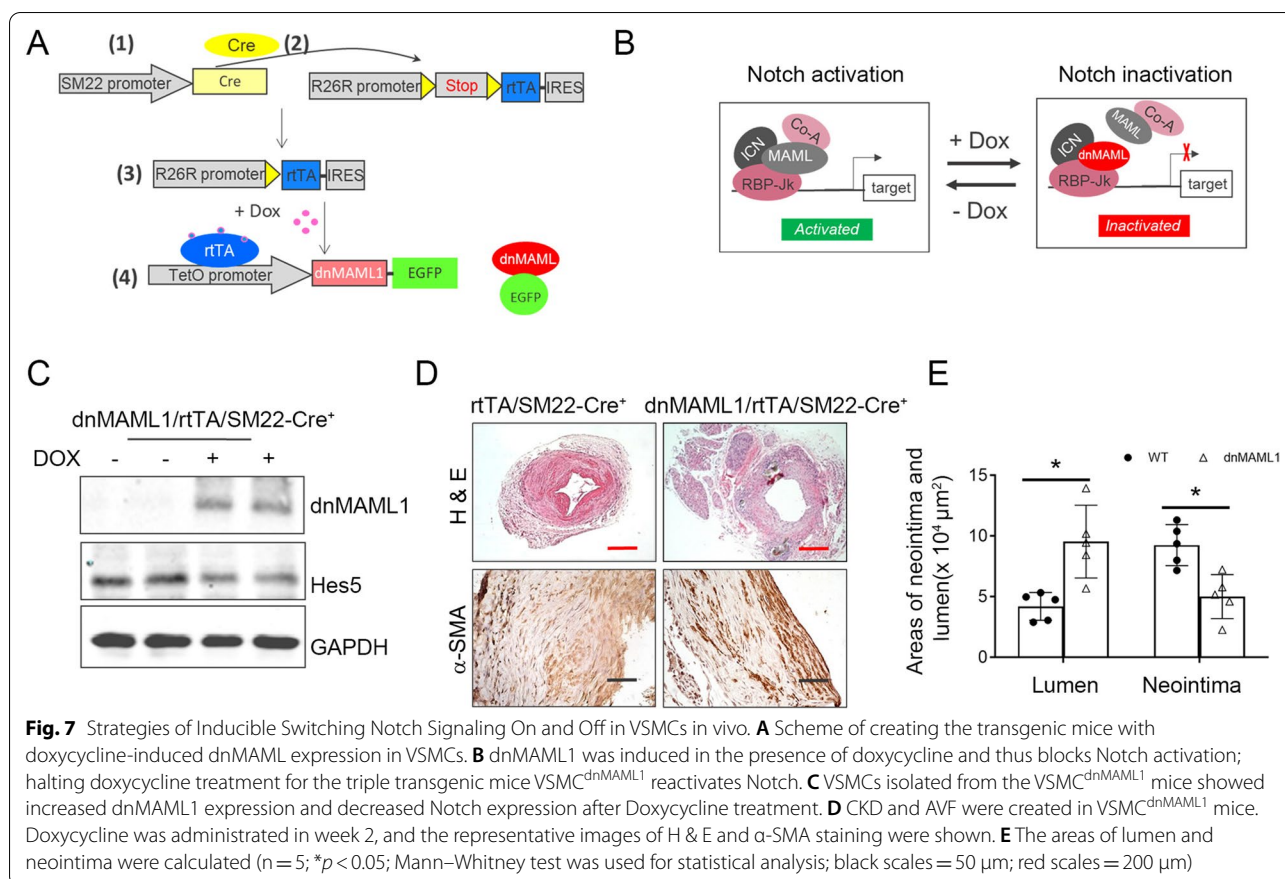 A
(1)
Cre
(2)
SM22 promoter
Cre
R26R promoter
Stop
rtTA
IRES
(3)
R26R promoter
rtTA
IRES
+ Dox
rtTA
(4)
TetO promoter
dnMAML1
EGFP
dnMAML
EGFP
B
Notch activation
Notch inactivation
ICN
Co-A
MAML
RBP-Jk
target
Activated
+ Dox
- Dox
ICN
MAML
Co-A
dnMAML
RBP-Jk
X
target
Inactivated
C
dnMAML1/rtTA/SM22-Cre⁺
DOX - - + +
dnMAML1
Hes5
GAPDH
D
rtTA/SM22-Cre⁺ dnMAML1/rtTA/SM22-Cre⁺
H & E
α-SMA
E
● WT △ dnMAML1
Areas of neointima and
lumen(x 10⁴ µm²)
15
10
5
0
*
*
Lumen Neointima
Fig. 7 Strategies of Inducible Switching Notch Signaling On and Off in VSMCs in vivo. A Scheme of creating the transgenic mice with
doxycycline-induced dnMAML expression in VSMCs. B dnMAML1 was induced in the presence of doxycycline and thus blocks Notch activation;
halting doxycycline treatment for the triple transgenic mice VSMC^dnMAML1 reactivates Notch. C VSMCs isolated from the VSMC^dnMAML1 mice showed
increased dnMAML1 expression and decreased Notch expression after Doxycycline treatment. D CKD and AVF were created in VSMC^dnMAML1 mice.
Doxycycline was administrated in week 2, and the representative images of H & E and α-SMA staining were shown. E The areas of lumen and
neointima were calculated (n = 5; *p < 0.05; Mann–Whitney test was used for statistical analysis; black scales = 50 µm; red scales = 200 µm)